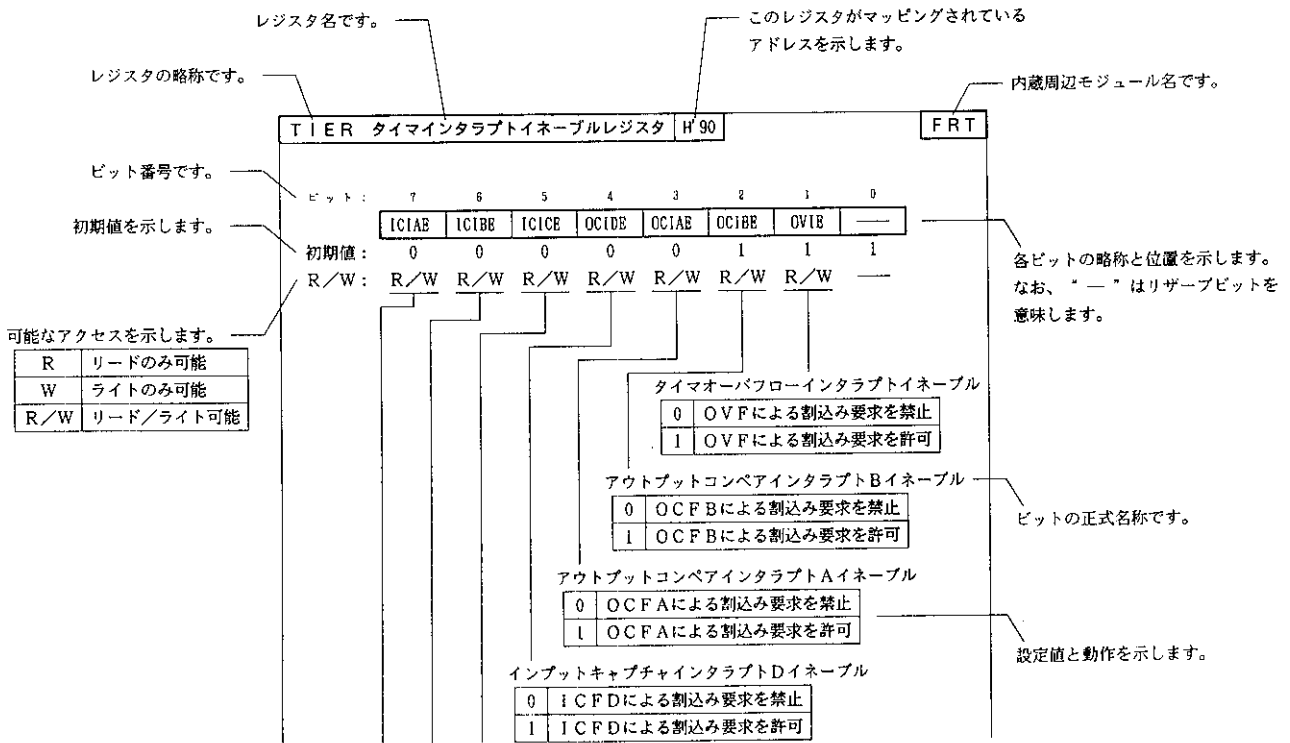 レジスタ名です。
このレジスタがマッピングされている
アドレスを示します。
レジスタの略称です。
内蔵周辺モジュール名です。
TIER タイマインタラプトイネーブルレジスタ H'90
FRT
ビット番号です。
ビット: 7 6 5 4 3 2 1 0
ICIAE ICIBE ICICE OCIDE OCIAE OCIBE OVIE —
初期値を示します。
初期値: 0 0 0 0 0 1 1 1
R/W: R/W R/W R/W R/W R/W R/W R/W —
各ビットの略称と位置を示します。
なお、“ — ”はリザーブビットを
意味します。
可能なアクセスを示します。
R リードのみ可能
W ライトのみ可能
R/W リード/ライト可能
タイマオーバフローインタラプトイネーブル
0 OVFによる割込み要求を禁止
1 OVFによる割込み要求を許可
アウトプットコンペアインタラプトBイネーブル
0 OCFBによる割込み要求を禁止
1 OCFBによる割込み要求を許可
ビットの正式名称です。
アウトプットコンペアインタラプトAイネーブル
0 OCFAによる割込み要求を禁止
1 OCFAによる割込み要求を許可
設定値と動作を示します。
インプットキャプチャインタラプトDイネーブル
0 ICFDによる割込み要求を禁止
1 ICFDによる割込み要求を許可